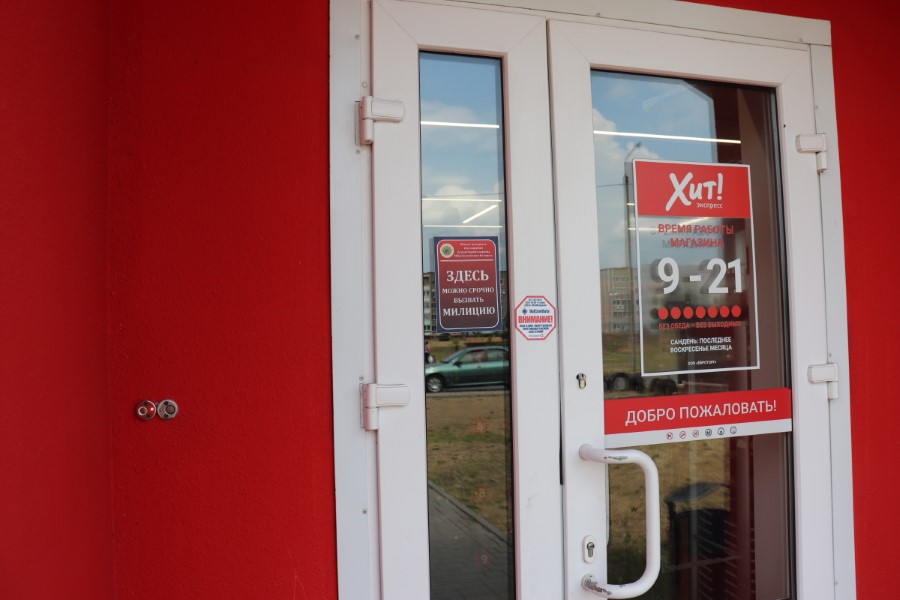 ЗДЕСЬ
МОЖНО СРОЧНО
ВЫЗВАТЬ
МИЛИЦИЮ
ВНИМАНИЕ!
Хит!
экспресс
ВРЕМЯ РАБОТЫ
МАГАЗИНА
9-21
БЕЗ ОБЕДА БЕЗ ВЫХОДНЫХ
САНДЕНЬ: ПОСЛЕДНЕЕ
ВОСКРЕСЕНЬЕ МЕСЯЦА
ДОБРО ПОЖАЛОВАТЬ!